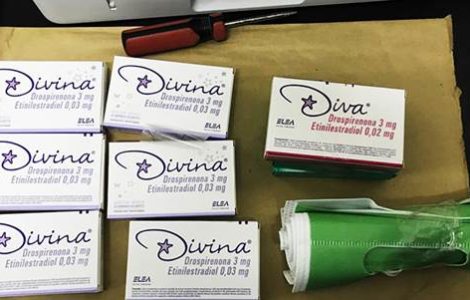 Divina®
Drospirenona 3 mg
Etinilestradiol 0,03 mg
ELEA
Divina®
Drospirenona 3 mg
Etinilestradiol 0,03 mg
ELEA
Diva®
Drospirenona 3 mg
Etinilestradiol 0,02 mg
ELEA
Divina®
Drospirenona 3 mg
Etinilestradiol 0,03 mg
ELEA
Divina®
Drospirenona 3 mg
Etinilestradiol 0,03 mg
ELEA
Divina®
Drospirenona 3 mg
Etinilestradiol 0,03 mg
ELEA
Divina®
Drospirenona 3 mg
Etinilestradiol 0,03 mg
ELEA